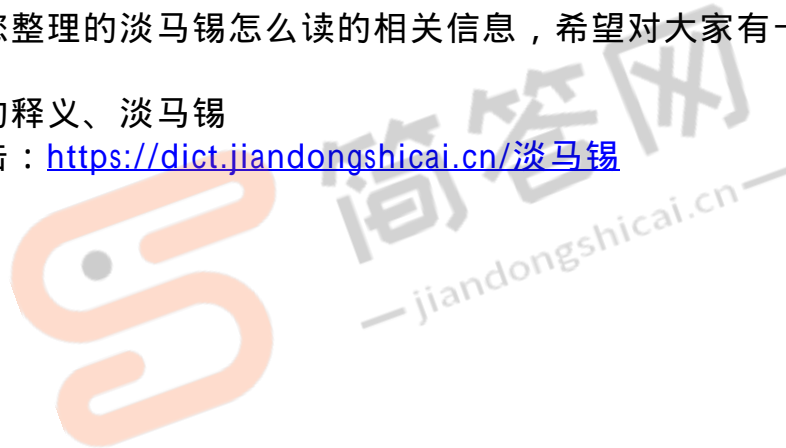 您整理的淡马锡怎么读的相关信息，希望对大家有一
的释义、淡马锡
击：https://dict.jiandongshicai.cn/淡马锡
简答网
jiandongshicai.cn